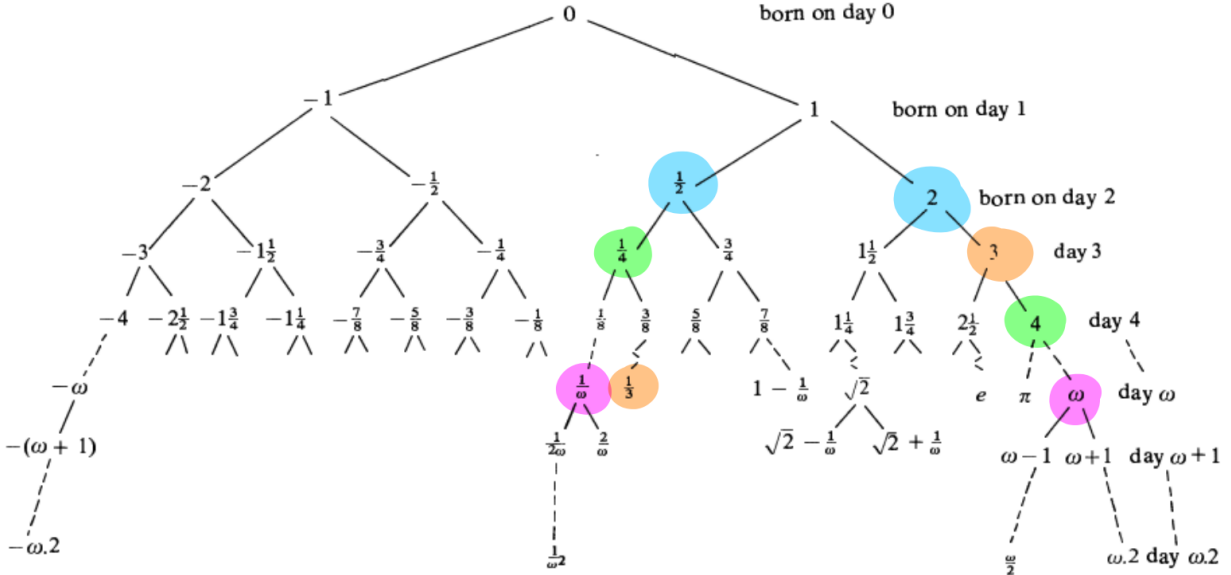 0 born on day 0
−1 1 born on day 1
−2 −½ ½ 2 born on day 2
−3 −1½ −¾ −¼ ¼ ¾ 1½ 3 day 3
−4 −2½ −1¾ −1¼ −⅞ −⅝ −⅜ −⅛ ⅛ ⅜ ⅝ ⅞ 1¼ 1¾ 2½ 4 day 4
−ω 1/ω 1/3 1 − 1/ω √2 e π ω day ω
−(ω + 1) 1/2ω 2/ω √2 − 1/ω √2 + 1/ω ω−1 ω+1 day ω+1
−ω.2 1/ω² ω/2 ω.2 day ω.2